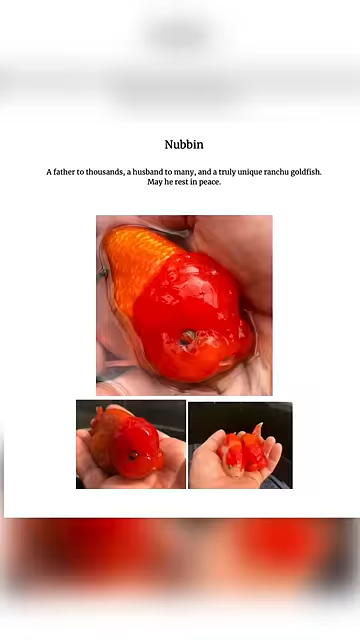 Nubbin
A father to thousands, a husband to many, and a truly unique ranchu goldfish.
May he rest in peace.